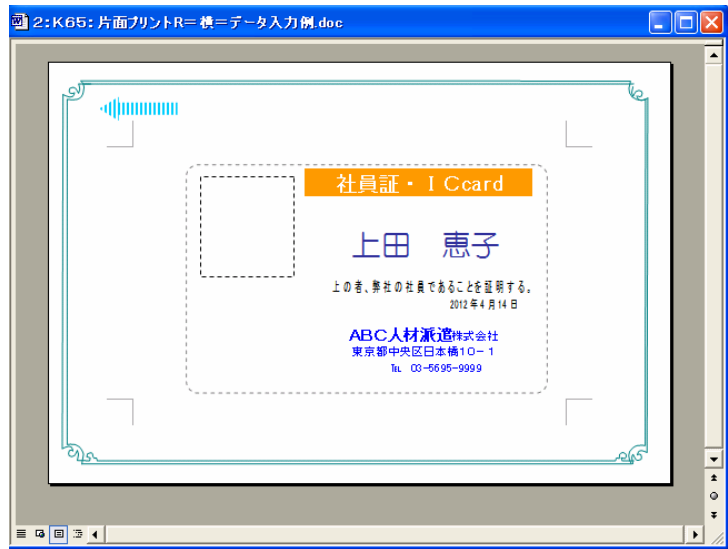 2:K65:片面プリントR=横=データ入力例.doc
社員証・ICcard
上田 恵子
上の者、弊社の社員であることを証明する。
2012年4月14日
ABC人材派遣株式会社
東京都中央区日本橋10-1
℡ 03-5695-9999